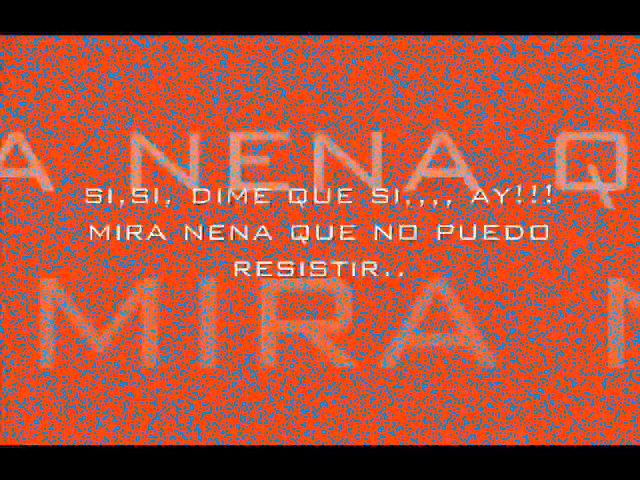 A NENA Q
SI,SI, DIME QUE SI,,,, AY!!!
MIRA NENA QUE NO PUEDO
RESISTIR..
MIRA